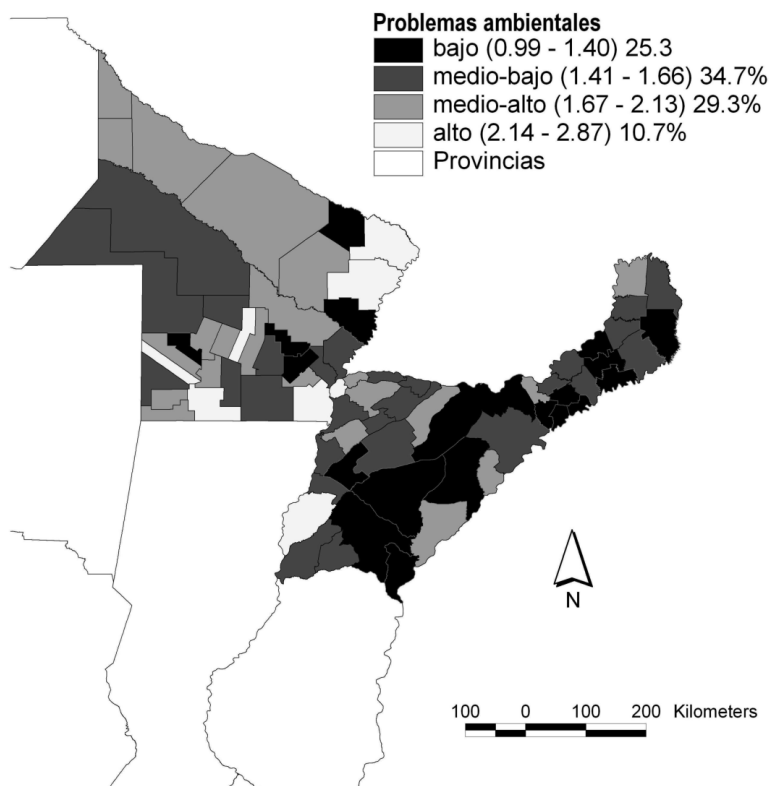 Problemas ambientales
bajo (0.99 - 1.40) 25.3
medio-bajo (1.41 - 1.66) 34.7%
medio-alto (1.67 - 2.13) 29.3%
alto (2.14 - 2.87) 10.7%
Provincias
N
100 0 100 200 Kilometers